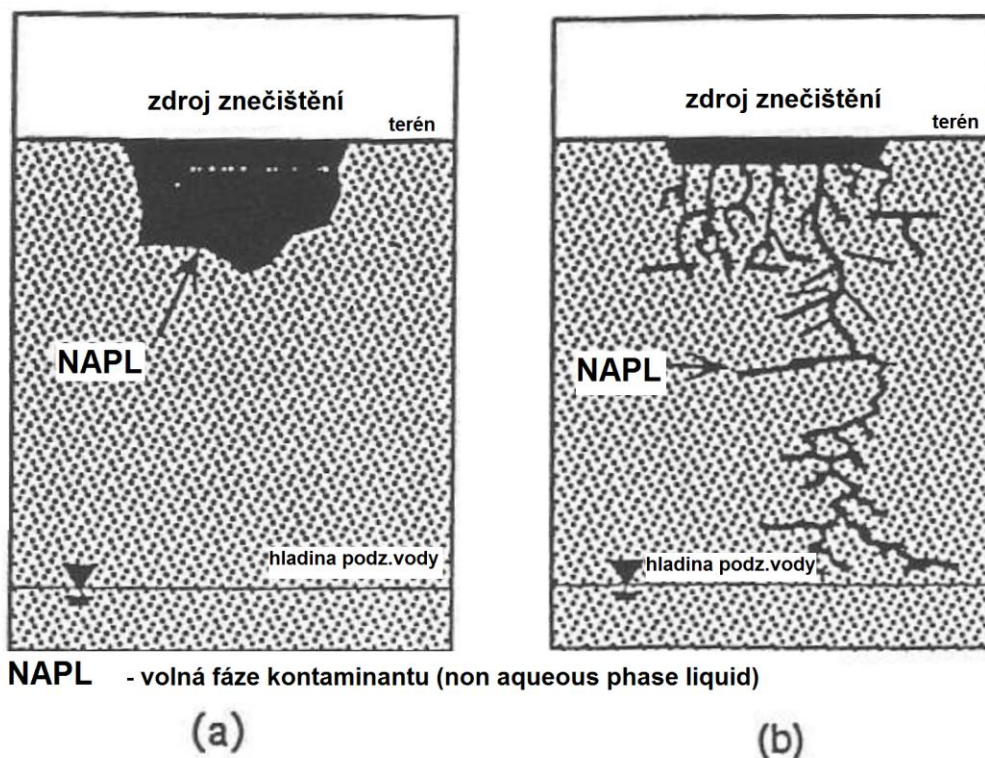 zdroj znečištění
terén
NAPL
hladina podz.vody
zdroj znečištění
terén
NAPL
hladina podz.vody
NAPL - volná fáze kontaminantu (non aqueous phase liquid)
(a)
(b)